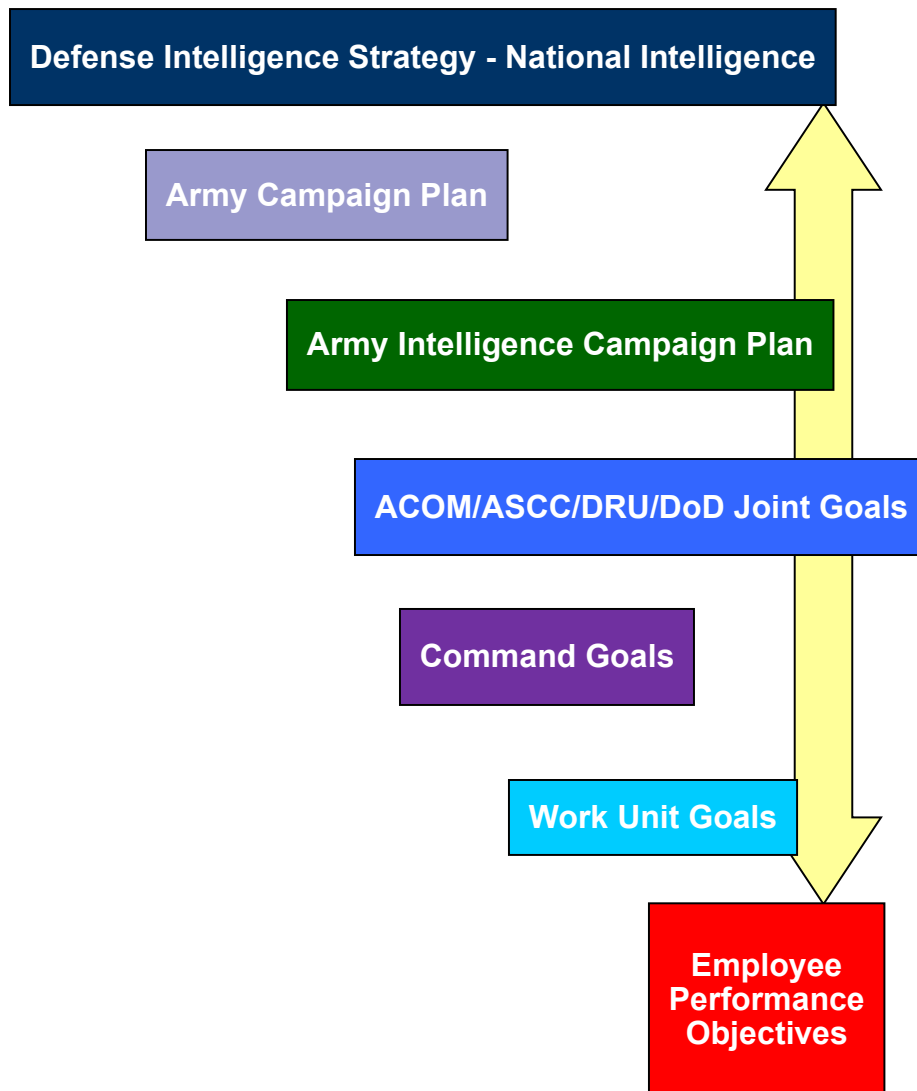 Defense Intelligence Strategy - National Intelligence
Army Campaign Plan
Army Intelligence Campaign Plan
ACOM/ASCC/DRU/DoD Joint Goals
Command Goals
Work Unit Goals
Employee
Performance
Objectives